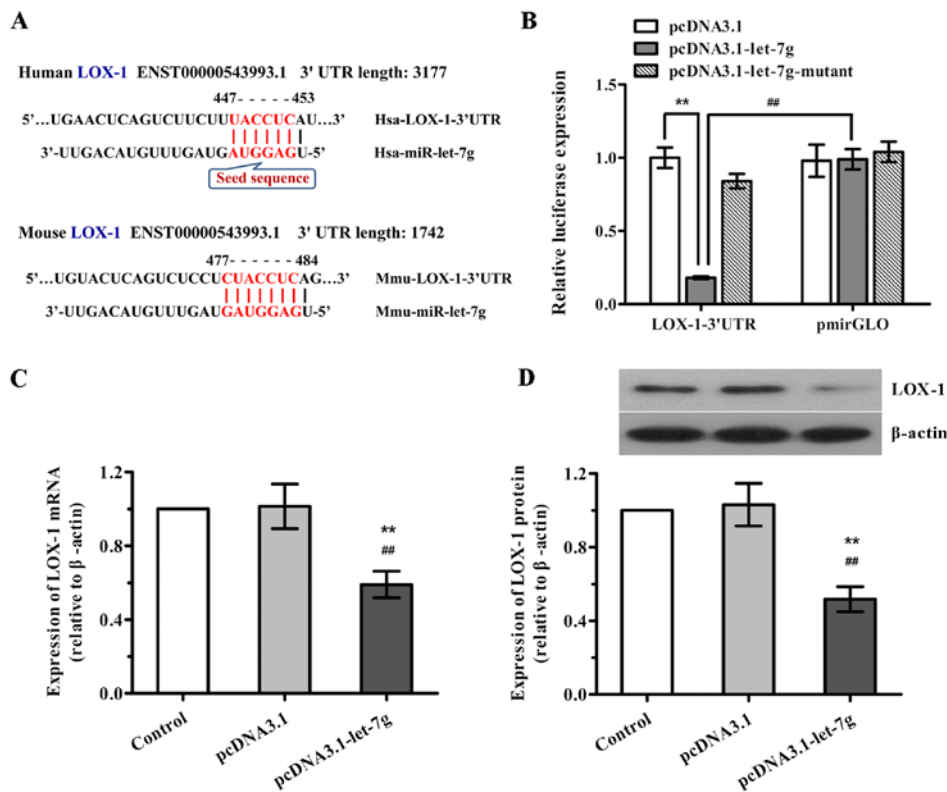 A
Human LOX-1 ENST00000543993.1 3' UTR length: 3177
447 - - - - - - 453
5'...UGAACUCAGUCUUCUUUACCUCAU...3' Hsa-LOX-1-3'UTR
3'-UUGACAUGUUUGAUGAUGGAGU-5' Hsa-miR-let-7g
Seed sequence
Mouse LOX-1 ENST00000543993.1 3' UTR length: 1742
477 - - - - - - 484
5'...UGUACUCAGUCUCCUCUACCUCAG...3' Mmu-LOX-1-3'UTR
3'-UUGACAUGUUUGAUGAUGGAGU-5' Mmu-miR-let-7g
B
pcDNA3.1
pcDNA3.1-let-7g
pcDNA3.1-let-7g-mutant
Relative luciferase expression
1.5
1.0
0.5
0.0
**
##
LOX-1-3'UTR pmirGLO
C
Expression of LOX-1 mRNA
(relative to β -actin)
1.2
0.8
0.4
0.0
**
##
Control
pcDNA3.1
pcDNA3.1-let-7g
D
LOX-1
β-actin
Expression of LOX-1 protein
(relative to β -actin)
1.2
0.8
0.4
0.0
**
##
Control
pcDNA3.1
pcDNA3.1-let-7g